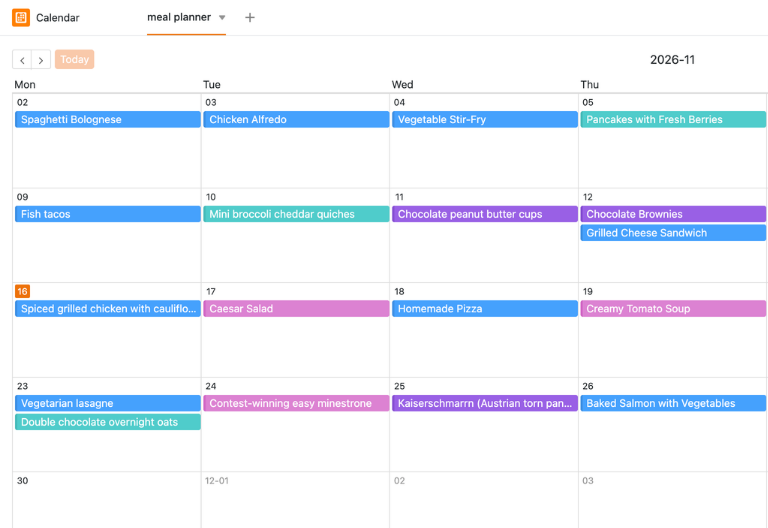 Calendar
meal planner
Today
2026-11
Mon Tue Wed Thu
02 03 04 05
Spaghetti Bolognese Chicken Alfredo Vegetable Stir-Fry Pancakes with Fresh Berries
09 10 11 12
Fish tacos Mini broccoli cheddar quiches Chocolate peanut butter cups Chocolate Brownies
Grilled Cheese Sandwich
16 17 18 19
Spiced grilled chicken with cauliflo... Caesar Salad Homemade Pizza Creamy Tomato Soup
23 24 25 26
Vegetarian lasagne Contest-winning easy minestrone Kaiserschmarrn (Austrian torn pan... Baked Salmon with Vegetables
Double chocolate overnight oats
30 12-01 02 03